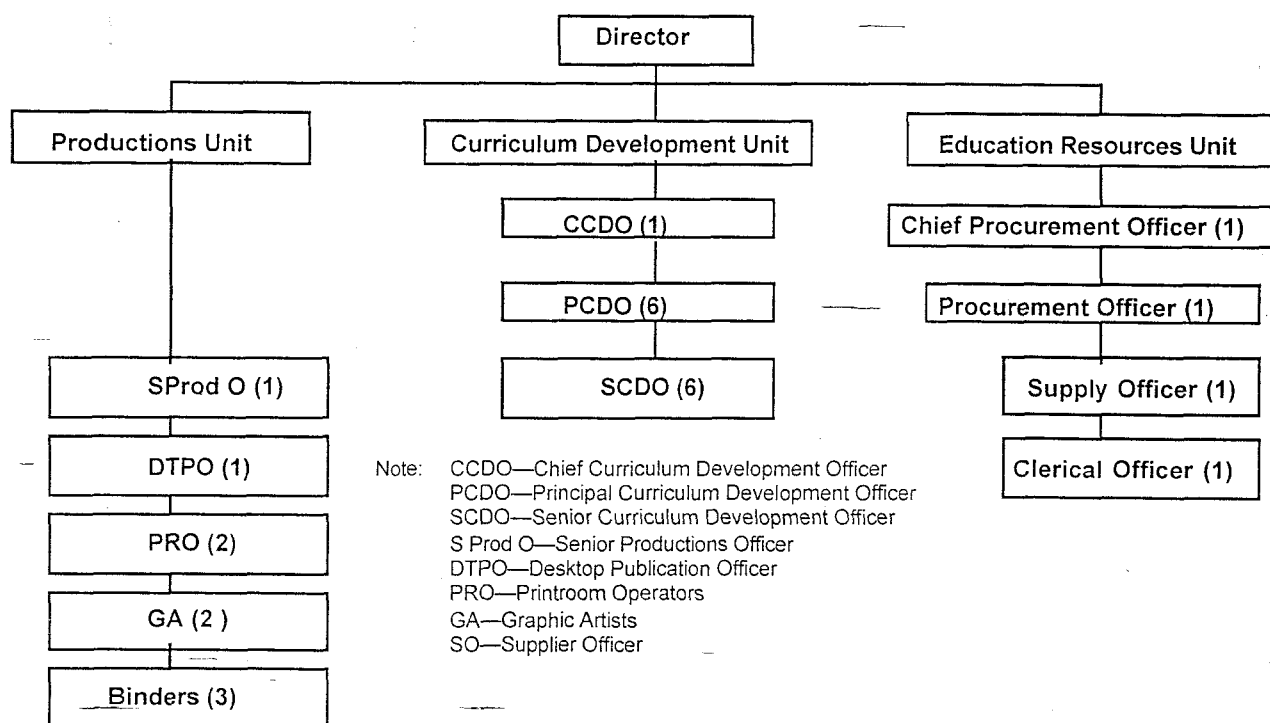 Director
Productions Unit
Curriculum Development Unit
Education Resources Unit
CCDO (1)
Chief Procurement Officer (1)
PCDO (6)
Procurement Officer (1)
SProd O (1)
SCDO (6)
Supply Officer (1)
DTPO (1)
Clerical Officer (1)
PRO (2)
GA (2 )
Binders (3)
Note: CCDO—Chief Curriculum Development Officer
PCDO—Principal Curriculum Development Officer
SCDO—Senior Curriculum Development Officer
S Prod O—Senior Productions Officer
DTPO—Desktop Publication Officer
PRO—Printroom Operators
GA—Graphic Artists
SO—Supplier Officer